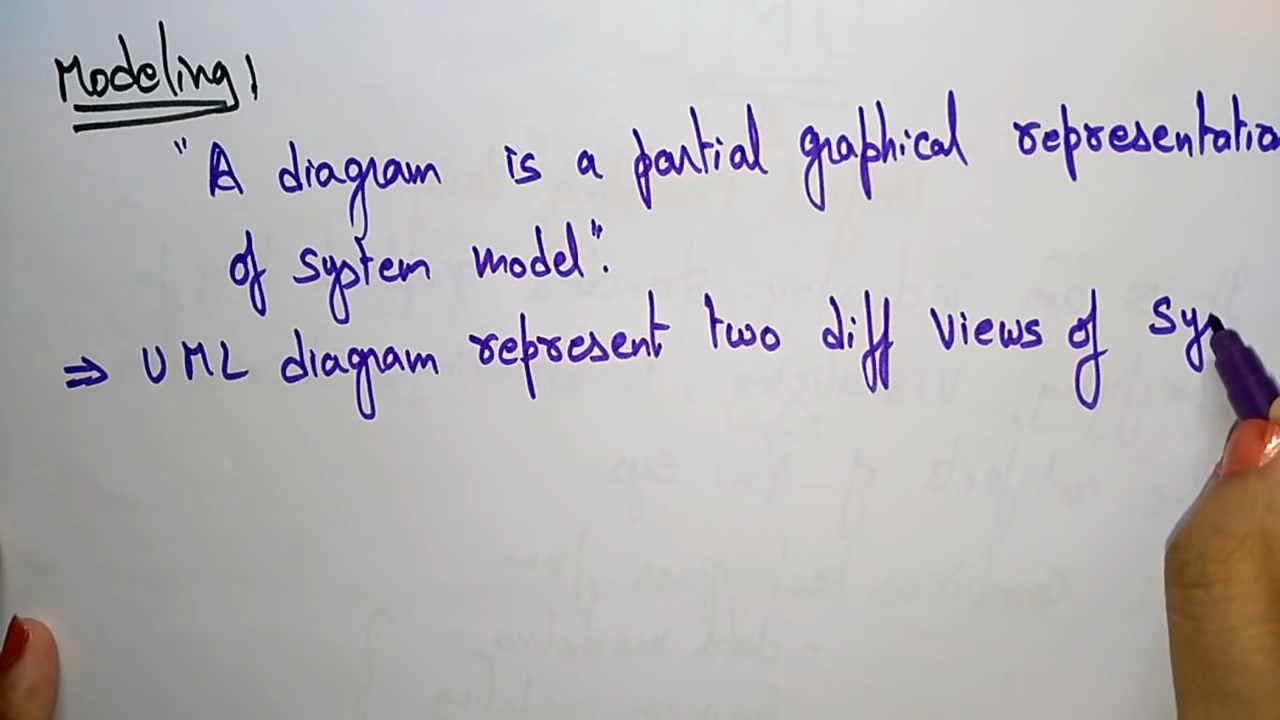 Modeling:
"A diagram is a partial graphical representatio
of system model".
⇒ UML diagram represent two diff views of Sy